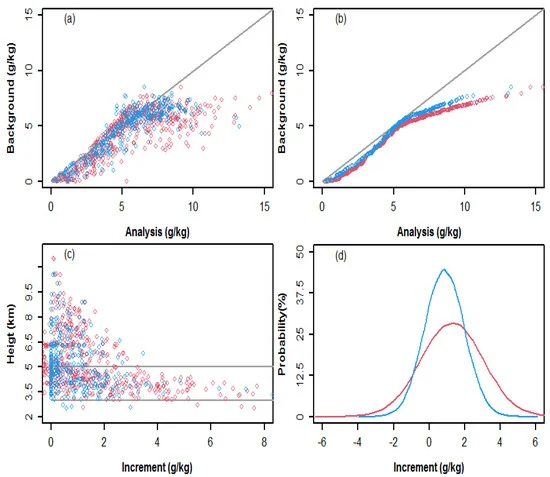 (a)
Background (g/kg)
15
10
5
0
0 5 10 15
Analysis (g/kg)
(b)
Background (g/kg)
15
10
5
0
0 5 10 15
Analysis (g/kg)
(c)
Heigt (km)
9.5
8
6.5
5
3.5
2
0 2 4 6 8
Increment (g/kg)
(d)
Probability(%)
50
37.5
25
12.5
0
-6 -4 -2 0 2 4 6
Increment (g/kg)